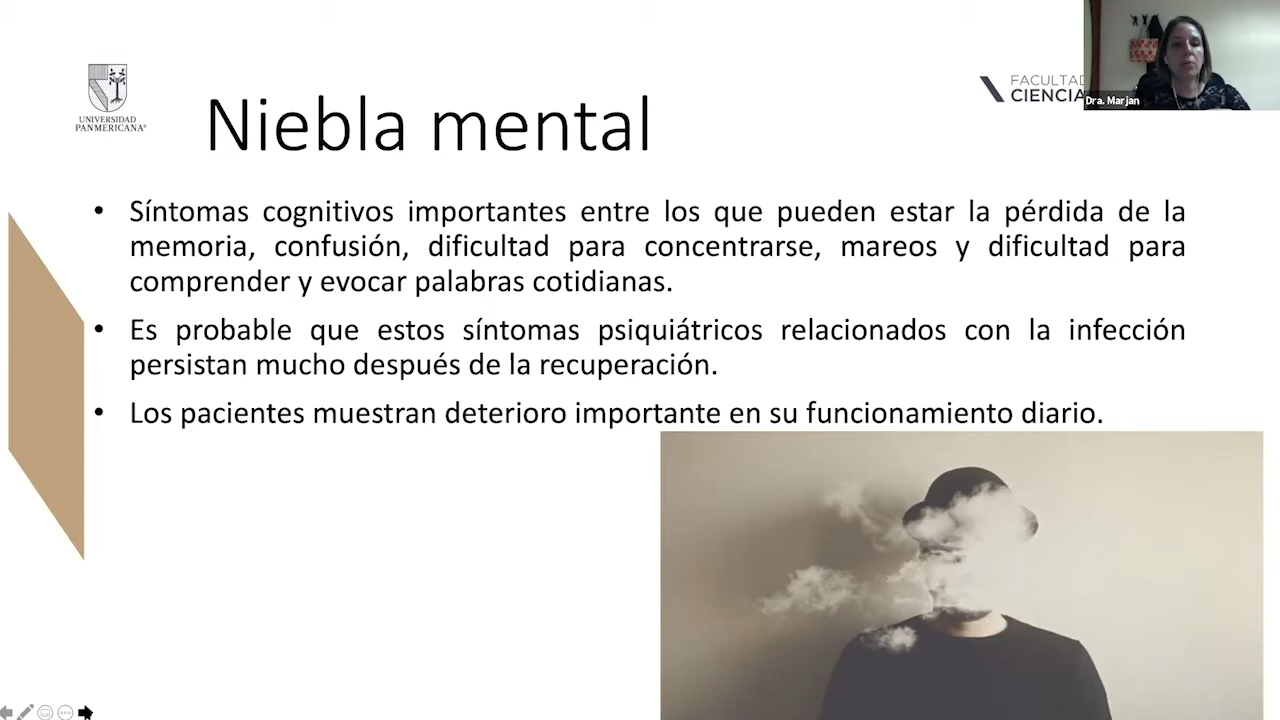 UNIVERSIDAD
PANAMERICANA®
Niebla mental
FACULTAD
CIENCIA
Dra. Marjan
• Síntomas cognitivos importantes entre los que pueden estar la pérdida de la
memoria, confusión, dificultad para concentrarse, mareos y dificultad para
comprender y evocar palabras cotidianas.
• Es probable que estos síntomas psiquiátricos relacionados con la infección
persistan mucho después de la recuperación.
• Los pacientes muestran deterioro importante en su funcionamiento diario.